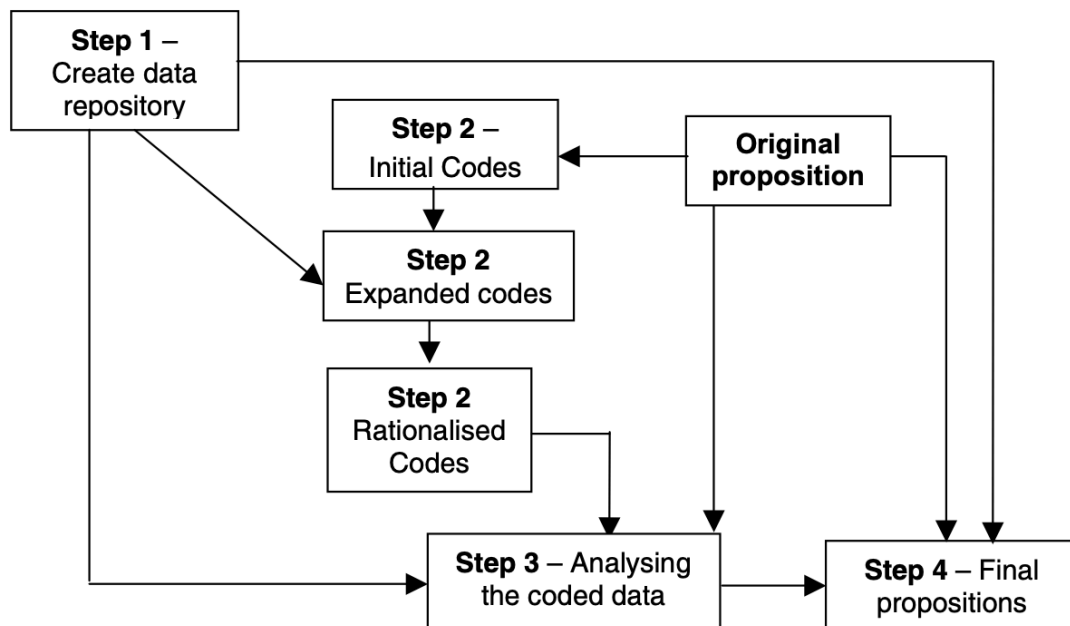 Step 1 –
Create data
repository
Step 2 –
Initial Codes
Original
proposition
Step 2
Expanded codes
Step 2
Rationalised
Codes
Step 3 – Analysing
the coded data
Step 4 – Final
propositions